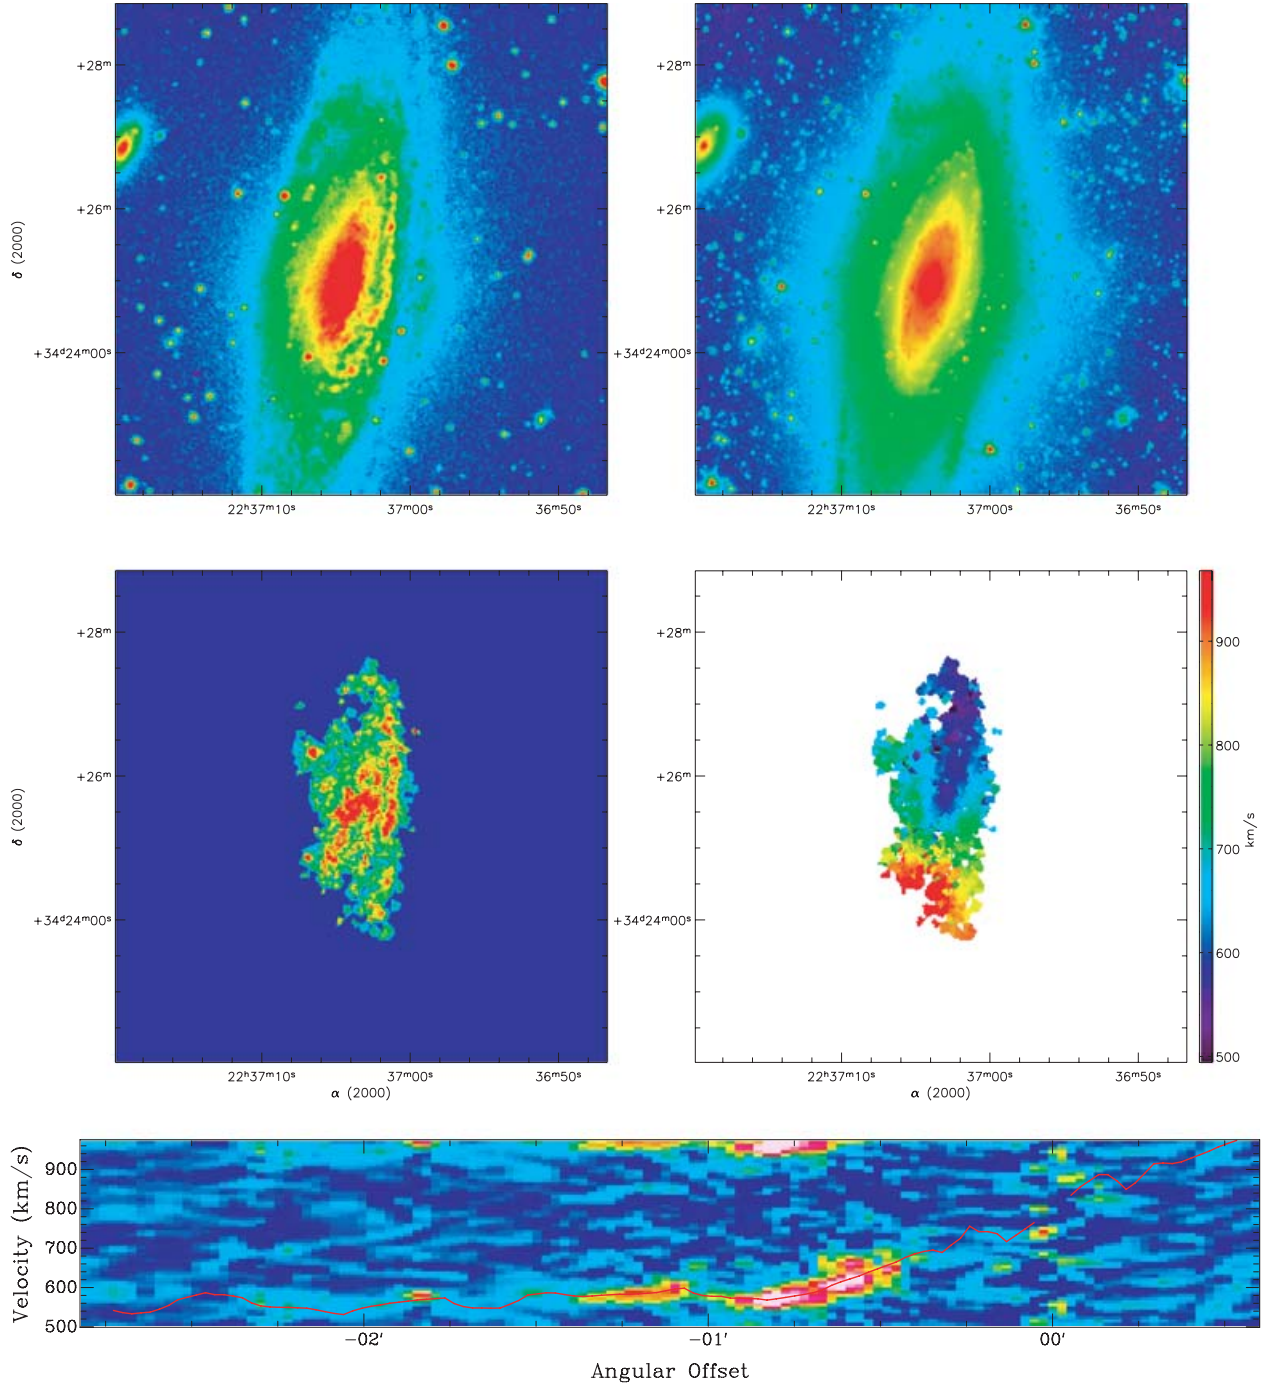 +28ᵐ
+26ᵐ
+34ᵈ24ᵐ00ˢ
δ (2000)
22ʰ37ᵐ10ˢ 37ᵐ00ˢ 36ᵐ50ˢ
+34ᵈ24ᵐ00ˢ
22ʰ37ᵐ10ˢ 37ᵐ00ˢ 36ᵐ50ˢ
+28ᵐ
+26ᵐ
+34ᵈ24ᵐ00ˢ
δ (2000)
22ʰ37ᵐ10ˢ 37ᵐ00ˢ 36ᵐ50ˢ
α (2000)
+28ᵐ
+26ᵐ
+34ᵈ24ᵐ00ˢ
22ʰ37ᵐ10ˢ 37ᵐ00ˢ 36ᵐ50ˢ
α (2000)
900
800
700
600
500
km/s
Velocity (km/s)
900
800
700
600
500
-02' -01' 00'
Angular Offset